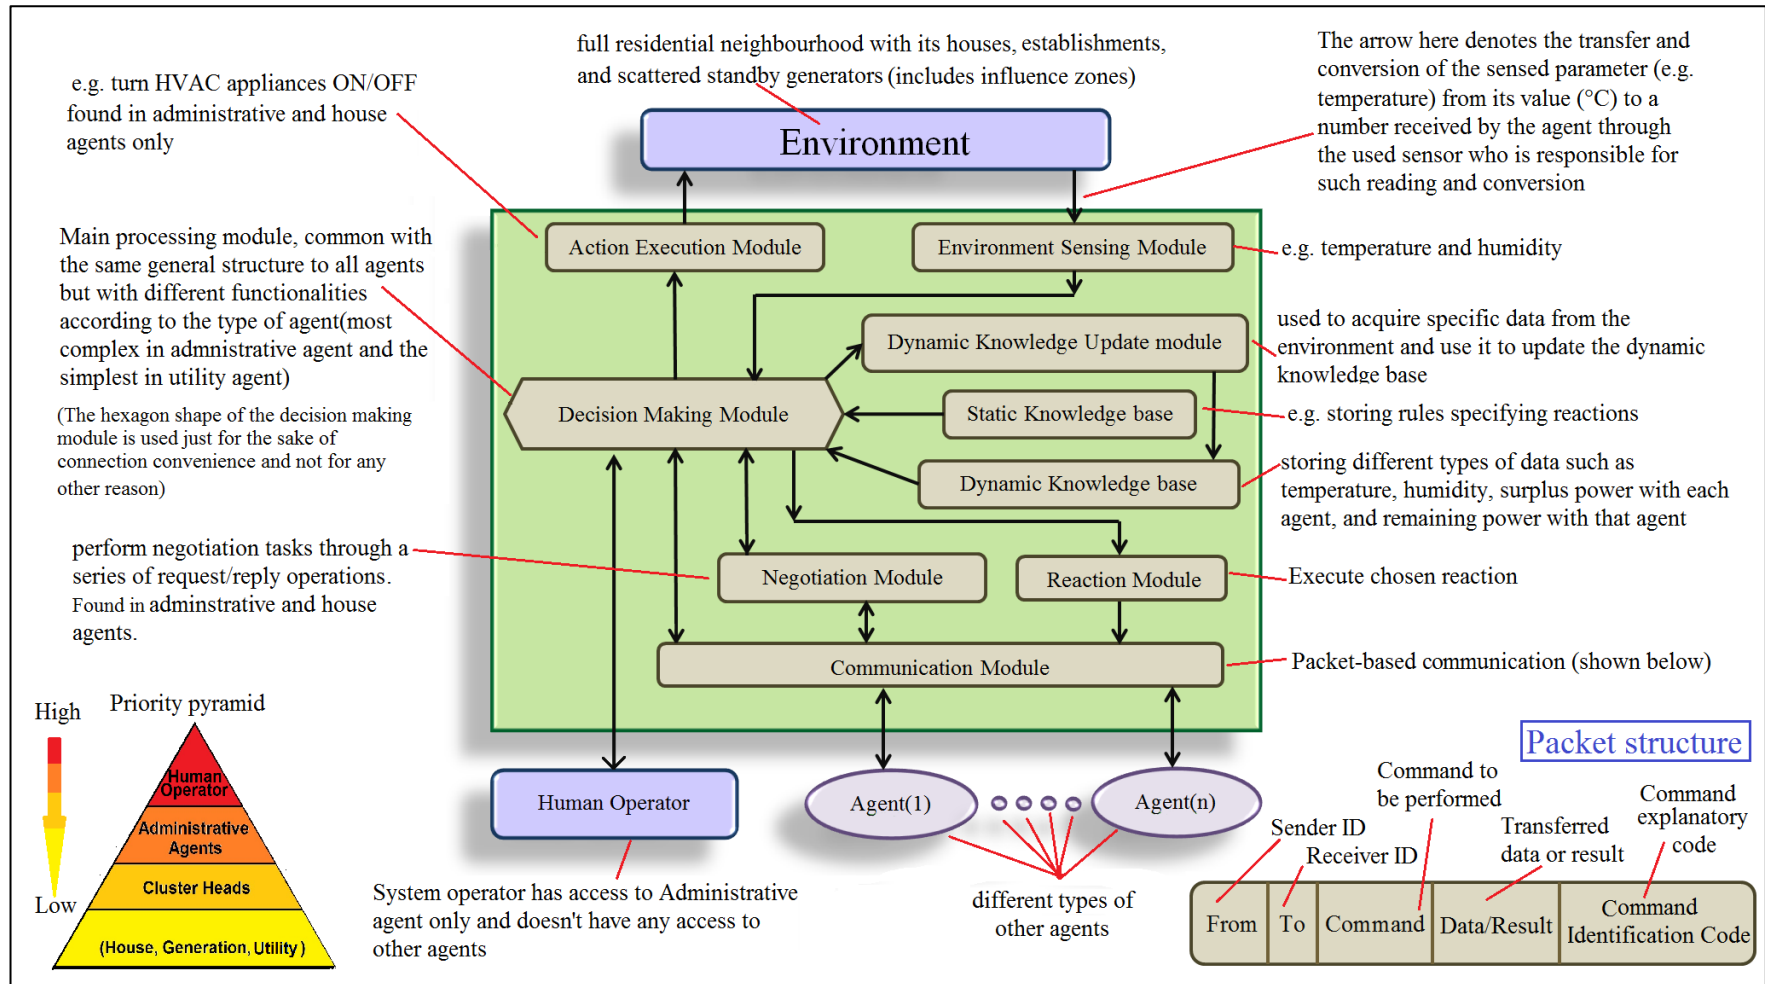 full residential neighbourhood with its houses, establishments,
and scattered standby generators (includes influence zones)
e.g. turn HVAC appliances ON/OFF
found in administrative and house
agents only
The arrow here denotes the transfer and
conversion of the sensed parameter (e.g.
temperature) from its value (°C) to a
number received by the agent through
the used sensor who is responsible for
such reading and conversion
Environment
Action Execution Module
Environment Sensing Module
e.g. temperature and humidity
Main processing module, common with
the same general structure to all agents
but with different functionalities
according to the type of agent(most
complex in admnistrative agent and the
simplest in utility agent)
(The hexagon shape of the decision making
module is used just for the sake of
connection convenience and not for any
other reason)
Dynamic Knowledge Update module
used to acquire specific data from the
environment and use it to update the dynamic
knowledge base
Decision Making Module
Static Knowledge base
e.g. storing rules specifying reactions
Dynamic Knowledge base
storing different types of data such as
temperature, humidity, surplus power with each
agent, and remaining power with that agent
perform negotiation tasks through a
series of request/reply operations.
Found in adminstrative and house
agents.
Negotiation Module
Reaction Module
Execute chosen reaction
Communication Module
Packet-based communication (shown below)
High
Low
Priority pyramid
Human
Operator
Administrative
Agents
Cluster Heads
(House, Generation, Utility)
Human Operator
Agent(1)
Agent(n)
System operator has access to Administrative
agent only and doesn't have any access to
other agents
different types of
other agents
Packet structure
Sender ID
Receiver ID
Command to
be performed
Transferred
data or result
Command
explanatory
code
From
To
Command
Data/Result
Command
Identification Code